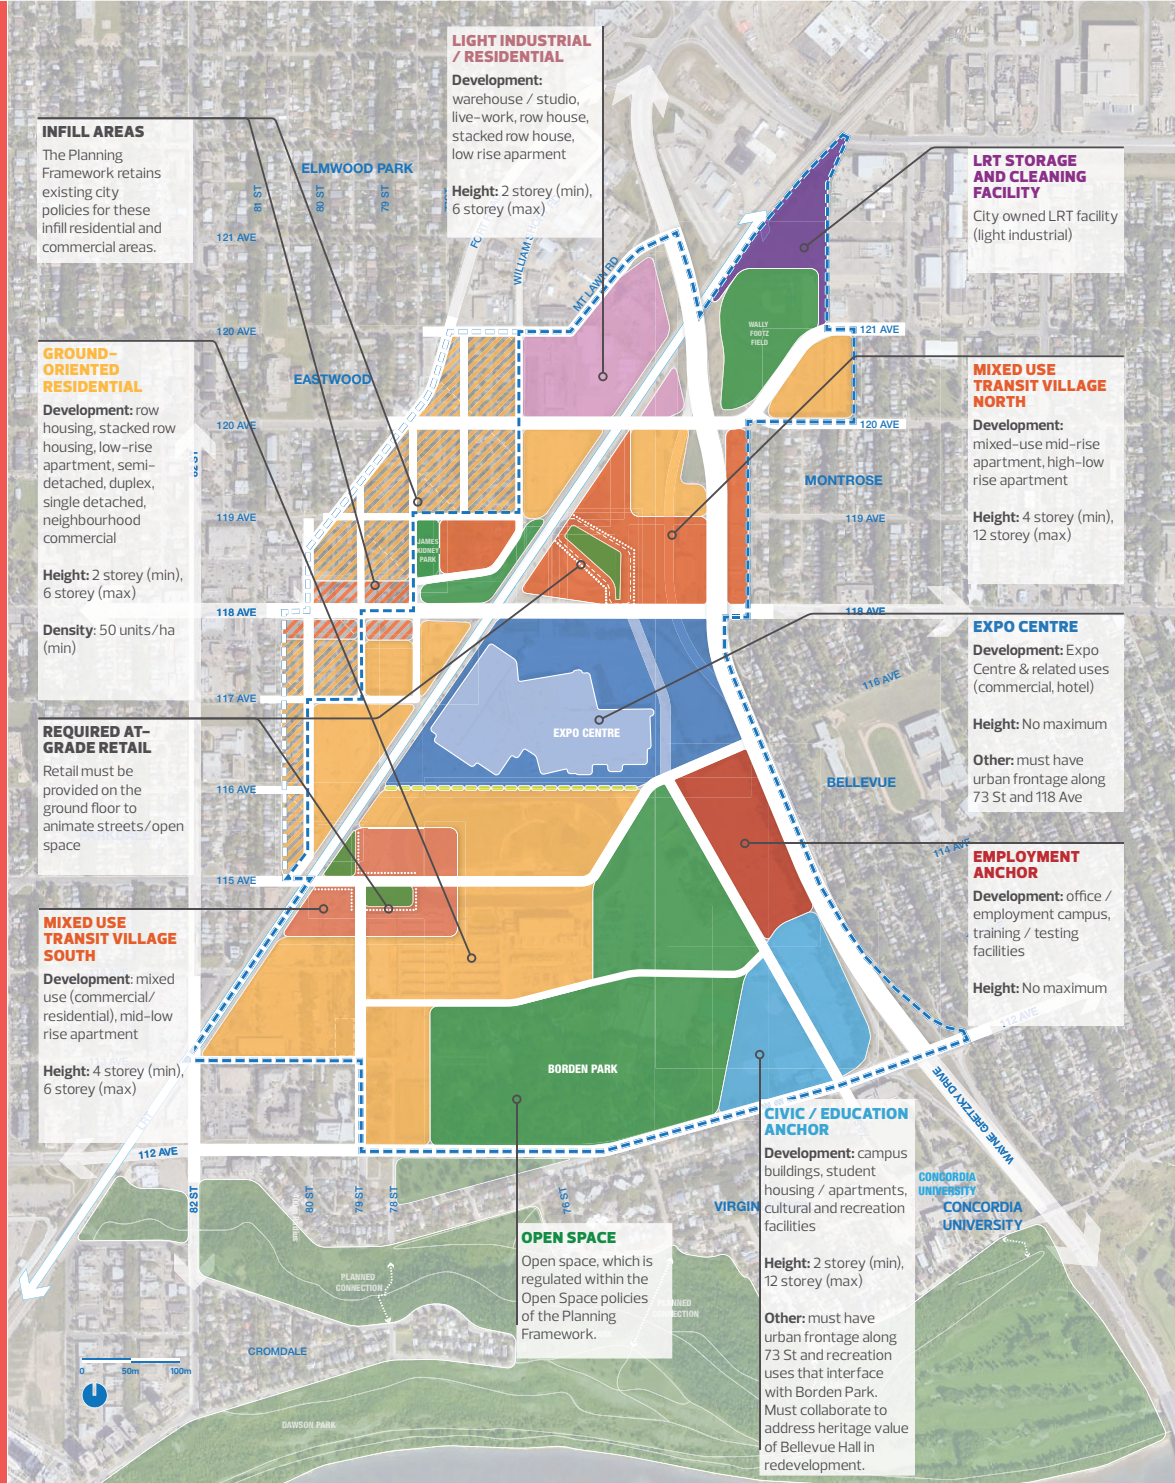 LIGHT INDUSTRIAL
/ RESIDENTIAL
Development:
warehouse / studio,
live-work, row house,
stacked row house,
low rise aparment
Height: 2 storey (min),
6 storey (max)
INFILL AREAS
The Planning
Framework retains
existing city
policies for these
infill residential and
commercial areas.
LRT STORAGE
AND CLEANING
FACILITY
City owned LRT facility
(light industrial)
GROUND-
ORIENTED
RESIDENTIAL
Development: row
housing, stacked row
housing, low-rise
apartment, semi-
detached, duplex,
single detached,
neighbourhood
commercial
Height: 2 storey (min),
6 storey (max)
Density: 50 units/ha
(min)
MIXED USE
TRANSIT VILLAGE
NORTH
Development:
mixed-use mid-rise
apartment, high-low
rise apartment
Height: 4 storey (min),
12 storey (max)
EXPO CENTRE
Development: Expo
Centre & related uses
(commercial, hotel)
Height: No maximum
Other: must have
urban frontage along
73 St and 118 Ave
REQUIRED AT-
GRADE RETAIL
Retail must be
provided on the
ground floor to
animate streets/open
space
EMPLOYMENT
ANCHOR
Development: office /
employment campus,
training / testing
facilities
Height: No maximum
MIXED USE
TRANSIT VILLAGE
SOUTH
Development: mixed
use (commercial/
residential), mid-low
rise apartment
Height: 4 storey (min),
6 storey (max)
CIVIC / EDUCATION
ANCHOR
Development: campus
buildings, student
housing / apartments,
cultural and recreation
facilities
Height: 2 storey (min),
12 storey (max)
Other: must have
urban frontage along
73 St and recreation
uses that interface
with Borden Park.
Must collaborate to
address heritage value
of Bellevue Hall in
redevelopment.
OPEN SPACE
Open space, which is
regulated within the
Open Space policies
of the Planning
Framework.
ELMWOOD PARK
81 ST
80 ST
79 ST
121 AVE
MT LAWN RD
120 AVE
EASTWOOD
120 AVE
119 AVE
118 AVE
117 AVE
116 AVE
115 AVE
WALLY
FOOTZ
FIELD
121 AVE
120 AVE
MONTROSE
119 AVE
118 AVE
116 AVE
BELLEVUE
114 AVE
112 AVE
JAMES
KIDNEY
PARK
EXPO CENTRE
BORDEN PARK
WAYNE GRETZKY DRIVE
CONCORDIA
UNIVERSITY
CONCORDIA
UNIVERSITY
VIRGIN
112 AVE
82 ST
80 ST
79 ST
78 ST
76 ST
PLANNED
CONNECTION
CROMDALE
DAWSON PARK
0 50m 100m